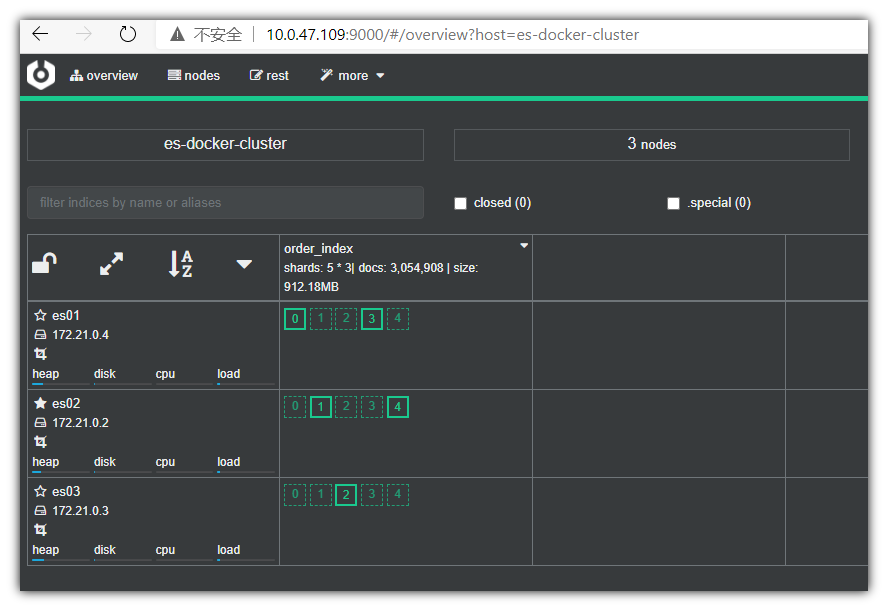 不安全 | 10.0.47.109:9000/#/overview?host=es-docker-cluster
overview nodes rest more
es-docker-cluster 3 nodes
filter indices by name or aliases closed (0) .special (0)
order_index
shards: 5 * 3| docs: 3,054,908 | size:
912.18MB
es01
172.21.0.4
heap disk cpu load
0 1 2 3 4
es02
172.21.0.2
heap disk cpu load
0 1 2 3 4
es03
172.21.0.3
heap disk cpu load
0 1 2 3 4